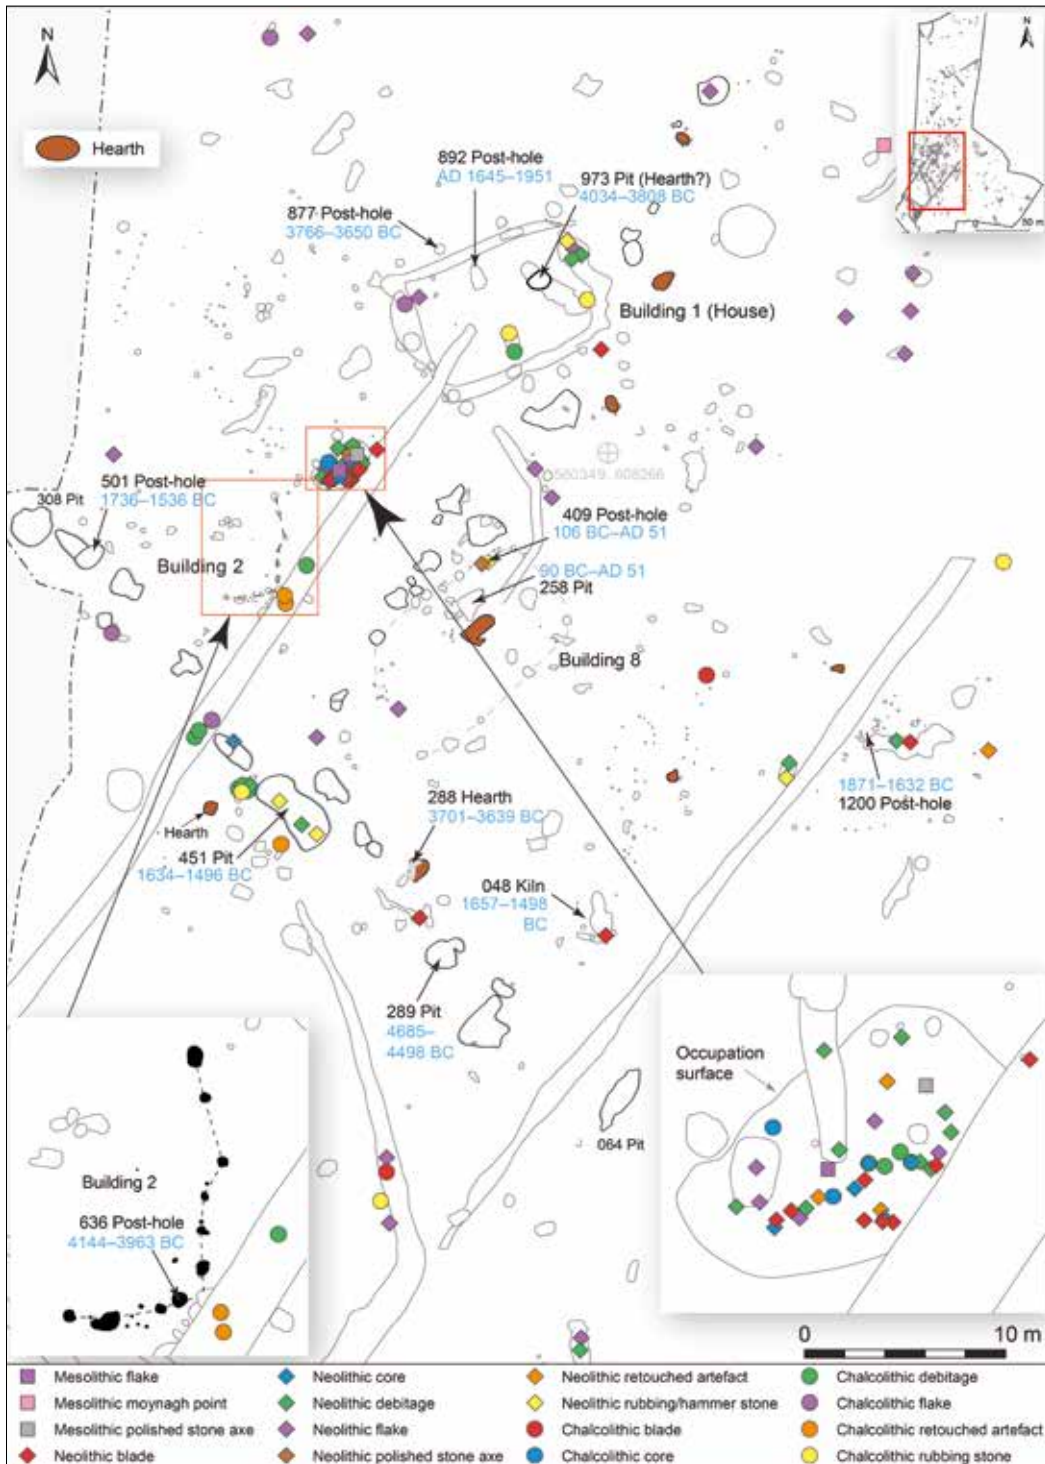 N
N
Hearth
50 m
892 Post-hole
AD 1645–1951
973 Pit (Hearth?)
4034–3808 BC
877 Post-hole
3766–3650 BC
Building 1 (House)
580349. 608266
501 Post-hole
1736–1536 BC
308 Pit
409 Post-hole
106 BC–AD 51
Building 2
90 BC–AD 51
258 Pit
Building 8
1871–1632 BC
1200 Post-hole
288 Hearth
3701–3639 BC
Hearth
451 Pit
1634–1496 BC
048 Kiln
1657–1498
BC
289 Pit
4685–
4498 BC
Occupation
surface
064 Pit
Building 2
636 Post-hole
4144–3963 BC
0 10 m
Mesolithic flake
Mesolithic moynagh point
Mesolithic polished stone axe
Neolithic blade
Neolithic core
Neolithic debitage
Neolithic flake
Neolithic polished stone axe
Neolithic retouched artefact
Neolithic rubbing/hammer stone
Chalcolithic blade
Chalcolithic core
Chalcolithic debitage
Chalcolithic flake
Chalcolithic retouched artefact
Chalcolithic rubbing stone